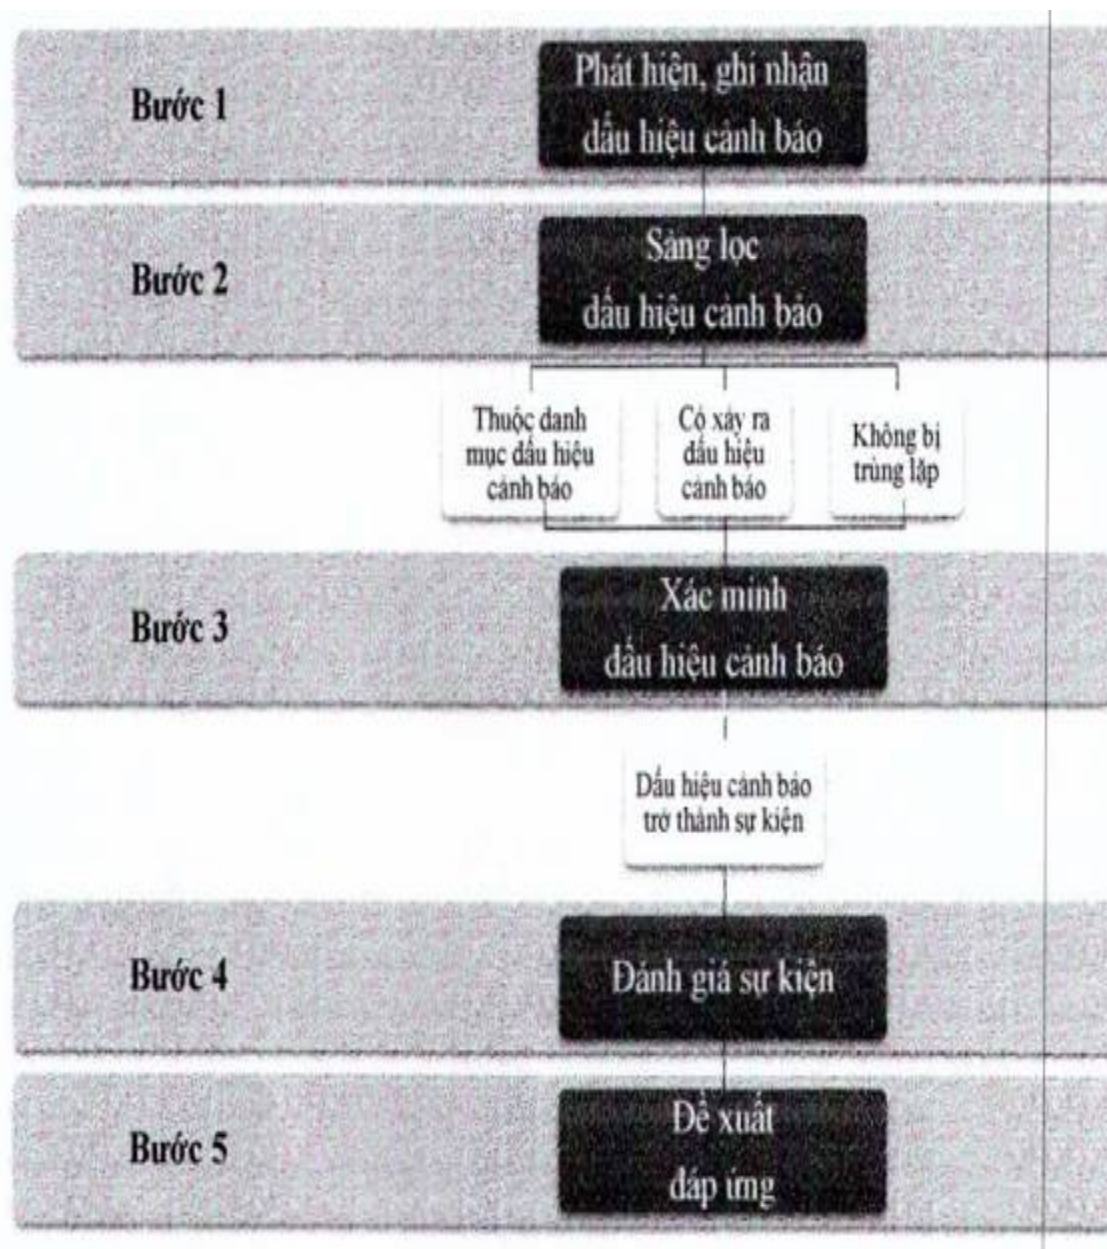 Bước 1
Phát hiện, ghi nhận
dấu hiệu cảnh báo
Bước 2
Sàng lọc
dấu hiệu cảnh báo
Thuộc danh
mục dấu hiệu
cảnh báo
Có xảy ra
dấu hiệu
cảnh báo
Không bị
trùng lặp
Bước 3
Xác minh
dấu hiệu cảnh báo
Dấu hiệu cảnh báo
trở thành sự kiện
Bước 4
Đánh giá sự kiện
Bước 5
Đề xuất
đáp ứng